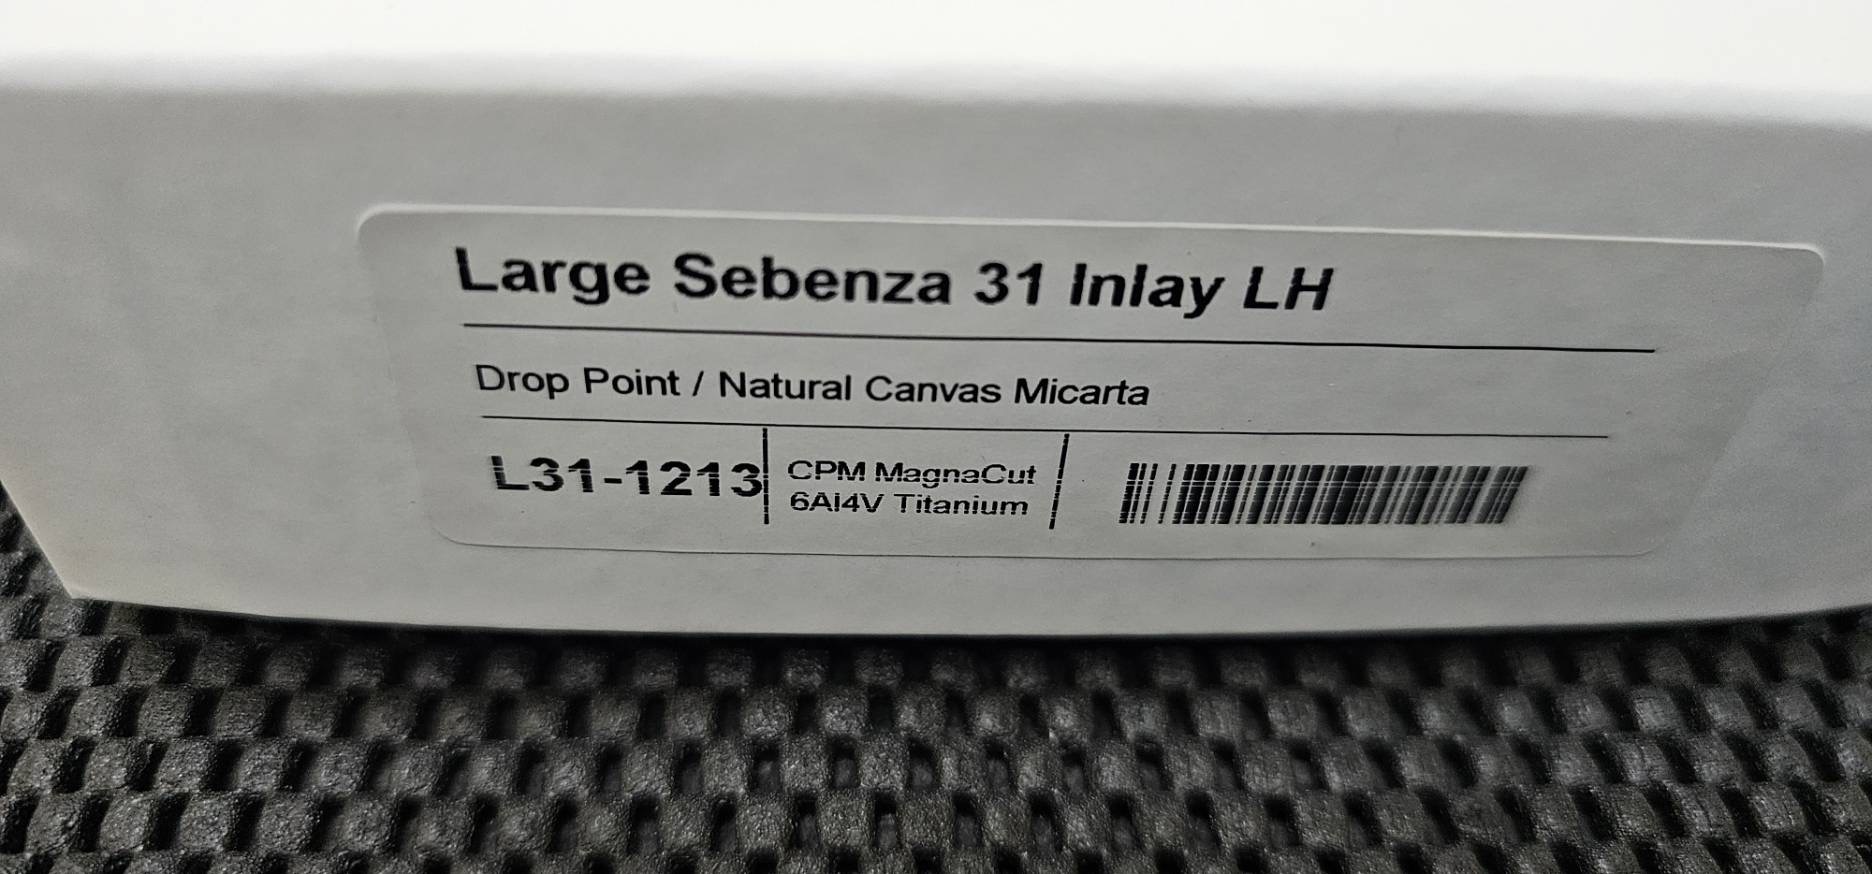 Large Sebenza 31 Inlay LH
Drop Point / Natural Canvas Micarta
L31-1213
CPM MagnaCut
6Al4V Titanium